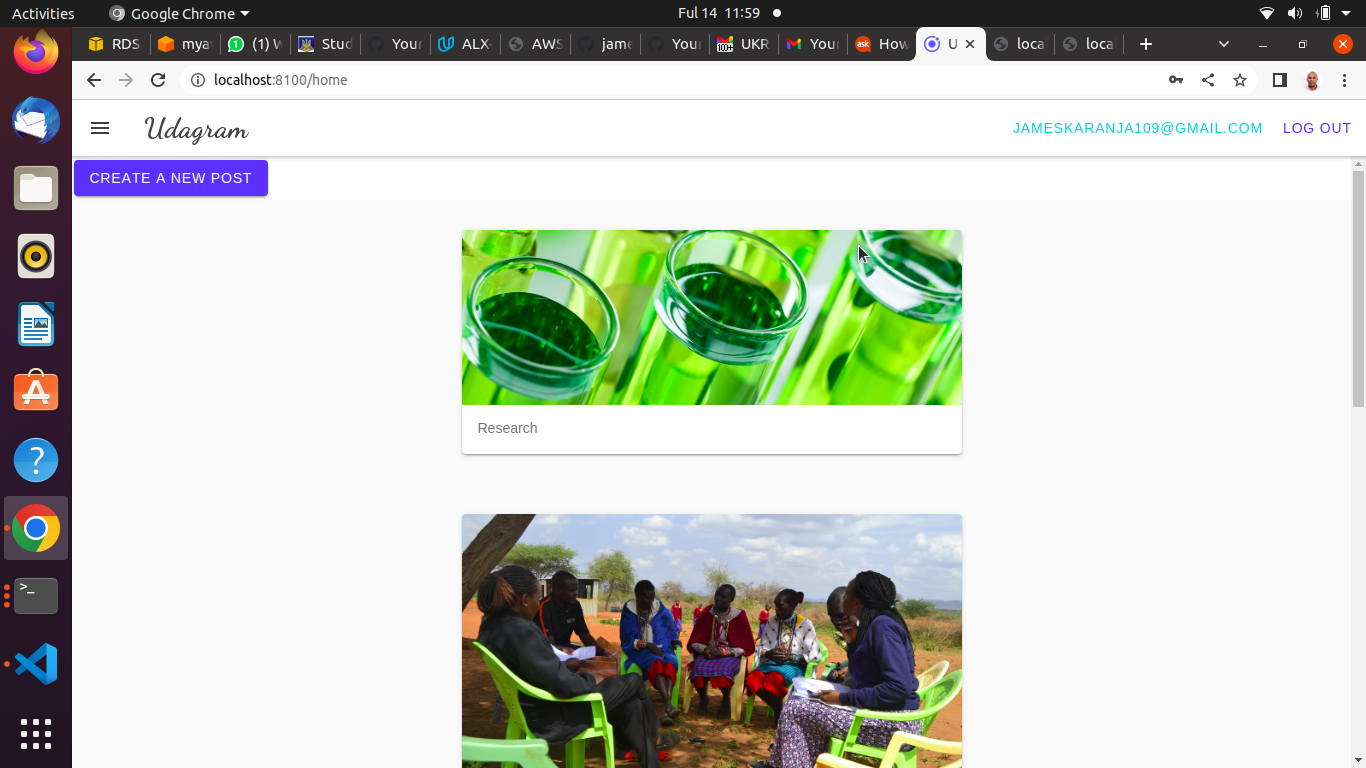 Activities Google Chrome Ful 14 11:59
RDS mya (1) W Stud Your ALX- AWS jame Your UKR Your How U loca loca
localhost:8100/home
Udagram JAMESKARANJA109@GMAIL.COM LOG OUT
CREATE A NEW POST
Research